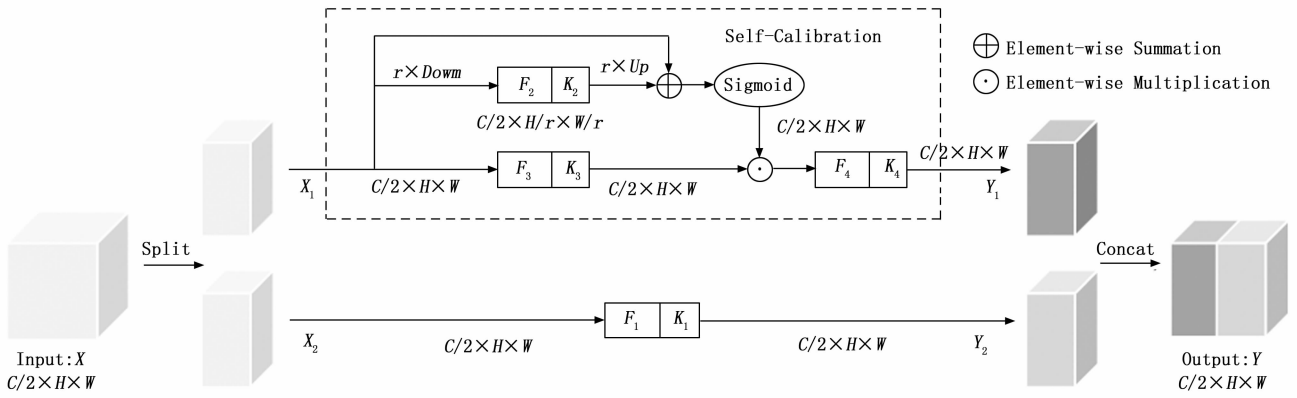 Self-Calibration
⊕ Element-wise Summation
⊙ Element-wise Multiplication
r×Dowm
F₂ K₂
r×Up
Sigmoid
C/2×H/r×W/r
C/2×H×W
X₁
C/2×H×W
F₃ K₃
C/2×H×W
F₄ K₄
C/2×H×W
Y₁
Split
Concat
X₂
C/2×H×W
F₁ K₁
C/2×H×W
Y₂
Input:X
C/2×H×W
Output:Y
C/2×H×W